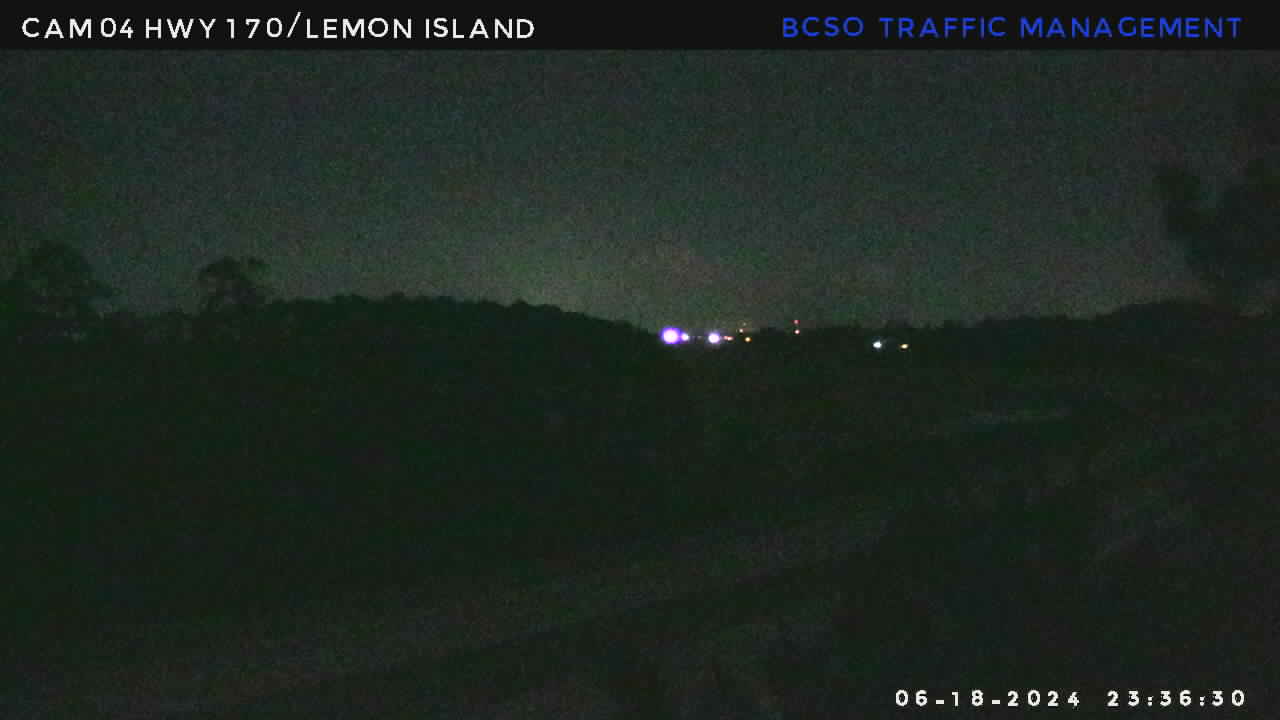 CAM04 HWY 170/LEMON ISLAND
BCSO TRAFFIC MANAGEMENT
06-18-2024 23:36:30